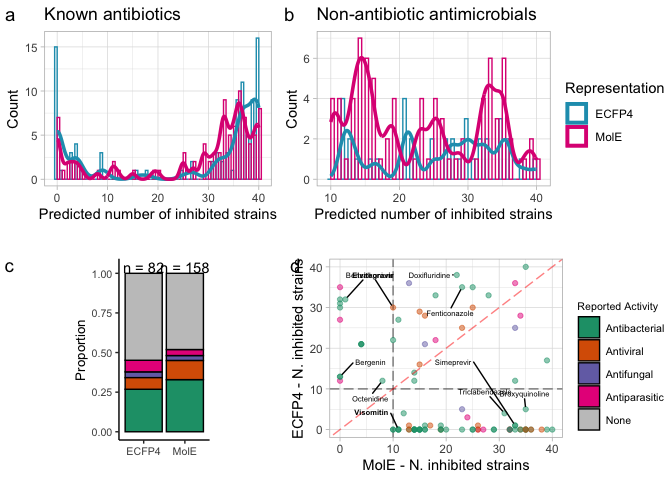 a Known antibiotics
b Non-antibiotic antimicrobials
Count
15
10
5
0
0 10 20 30 40
Predicted number of inhibited strains
Count
6
4
2
0
10 20 30 40
Predicted number of inhibited strains
Representation
ECFP4
MolE
c
n = 82 = 158
Proportion
1.00
0.75
0.50
0.25
0.00
ECFP4 MolE
ECFP4 - N. inhibited strains
40
30
20
10
0
Doxifluridine
Fenticonazole
Bergenin
Simeprevir
Octenidine
Visomitin
Broxyquinoline
0 10 20 30 40
MolE - N. inhibited strains
Reported Activity
Antibacterial
Antiviral
Antifungal
Antiparasitic
None